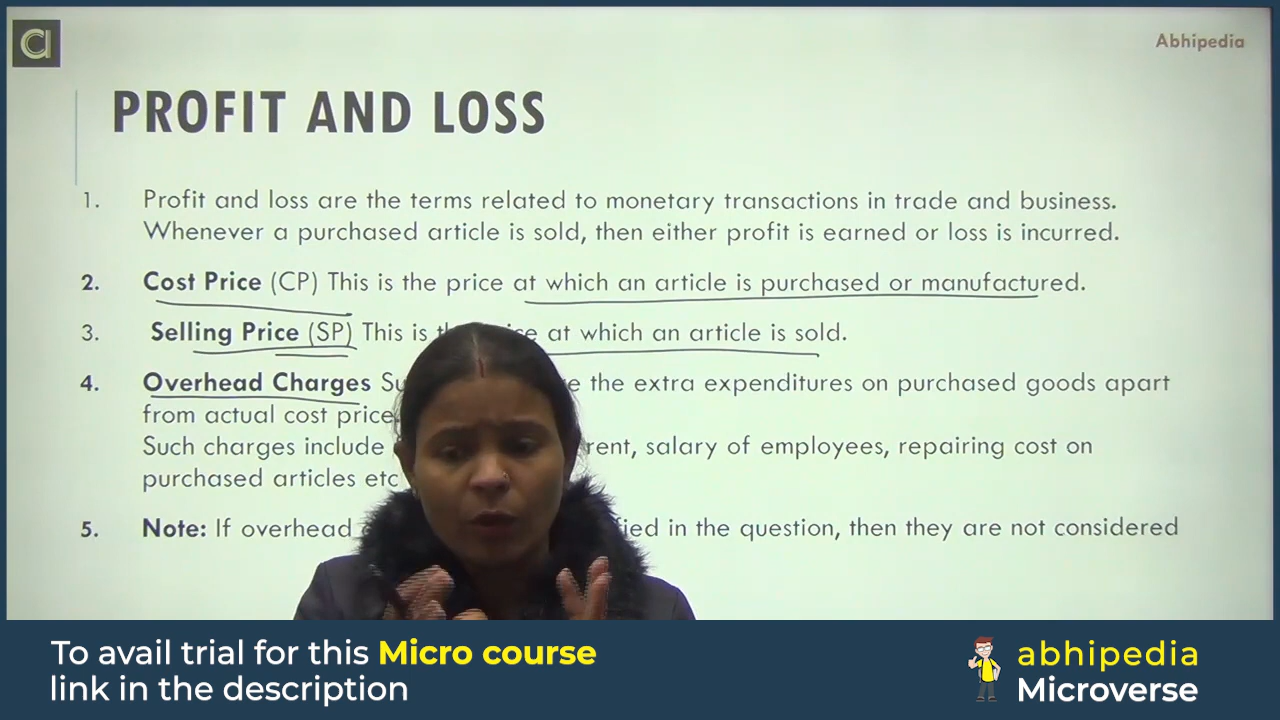 Abhipedia
PROFIT AND LOSS
1. Profit and loss are the terms related to monetary transactions in trade and business.
Whenever a purchased article is sold, then either profit is earned or loss is incurred.
2. Cost Price (CP) This is the price at which an article is purchased or manufactured.
3. Selling Price (SP) This is at which an article is sold.
4. Overhead Charges the extra expenditures on purchased goods apart
from actual cost price
Such charges include rent, salary of employees, repairing cost on
purchased articles etc
5. Note: If overhead in the question, then they are not considered
To avail trial for this Micro course
link in the description
abhipedia
Microverse